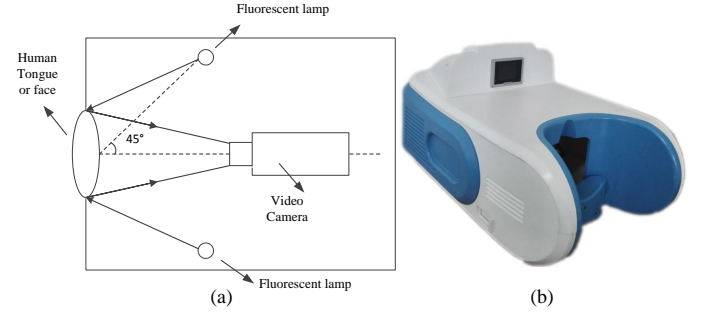 Fluorescent lamp
Human
Tongue
or face
45°
Video
Camera
Fluorescent lamp
(a)
(b)